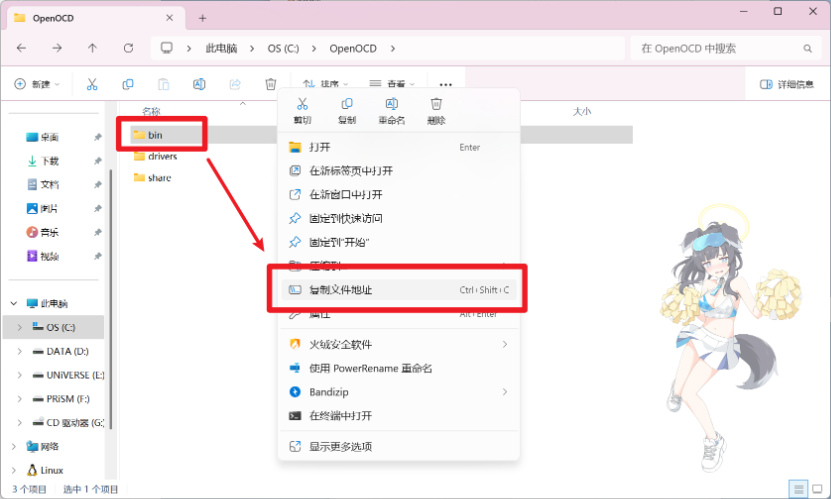 OpenOCD
此电脑 > OS (C:) > OpenOCD >
在 OpenOCD 中搜索
新建
排序
查看
详细信息
名称
大小
剪切
复制
重命名
删除
桌面
下载
文档
图片
音乐
视频
此电脑
OS (C:)
DATA (D:)
UNiVERSE (E:)
PRiSM (F:)
CD 驱动器 (G:)
网络
Linux
bin
drivers
share
打开 Enter
在新标签页中打开
在新窗口中打开
固定到快速访问
固定到"开始"
压缩到
复制文件地址 Ctrl+Shift+C
属性 Alt+Enter
火绒安全软件
使用 PowerRename 重命名
Bandizip
在终端中打开
显示更多选项
3 个项目 选中 1 个项目